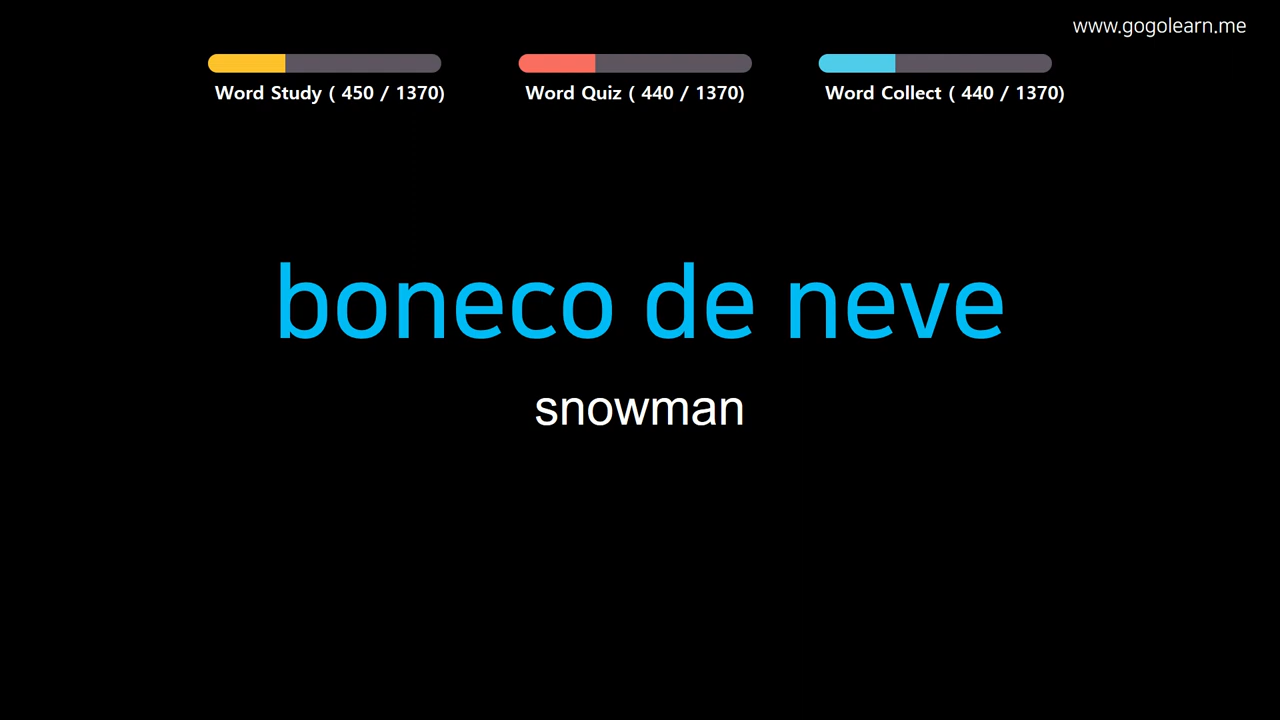 www.gogolearn.me
Word Study ( 450 / 1370)
Word Quiz ( 440 / 1370)
Word Collect ( 440 / 1370)
boneco de neve
snowman